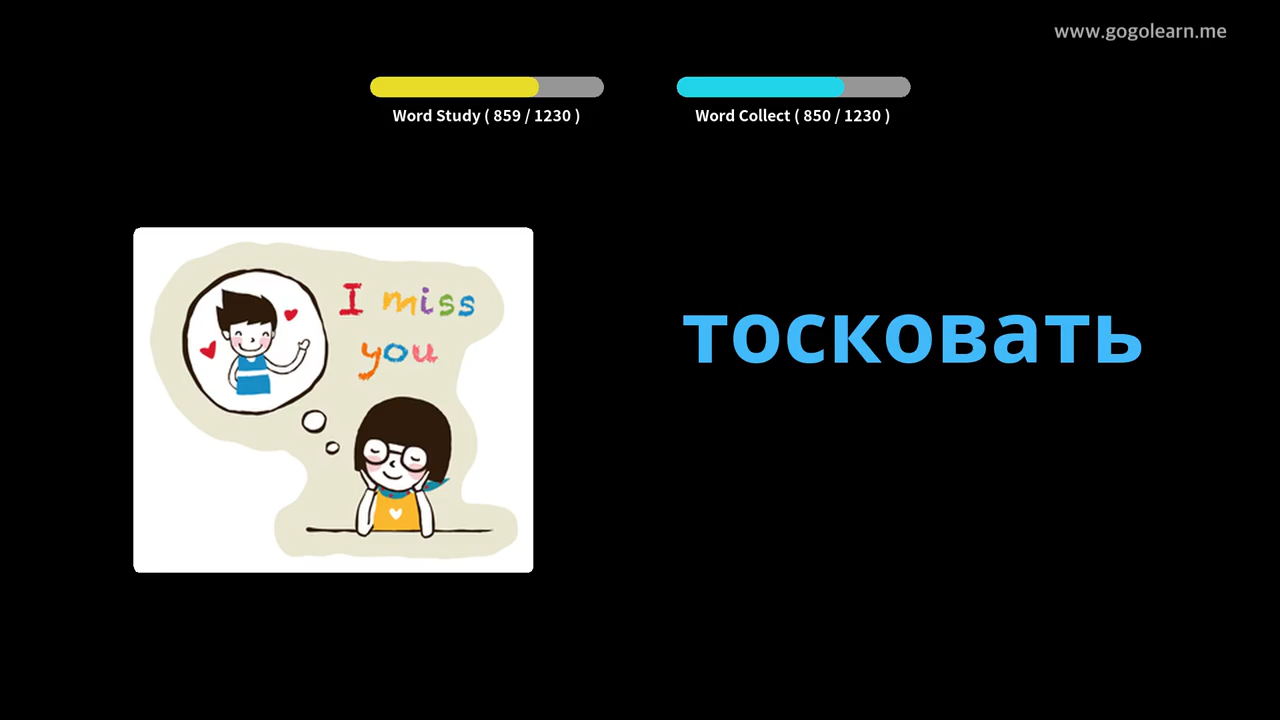 www.gogolearn.me
Word Study ( 859 / 1230 )
Word Collect ( 850 / 1230 )
I miss
you
тосковать